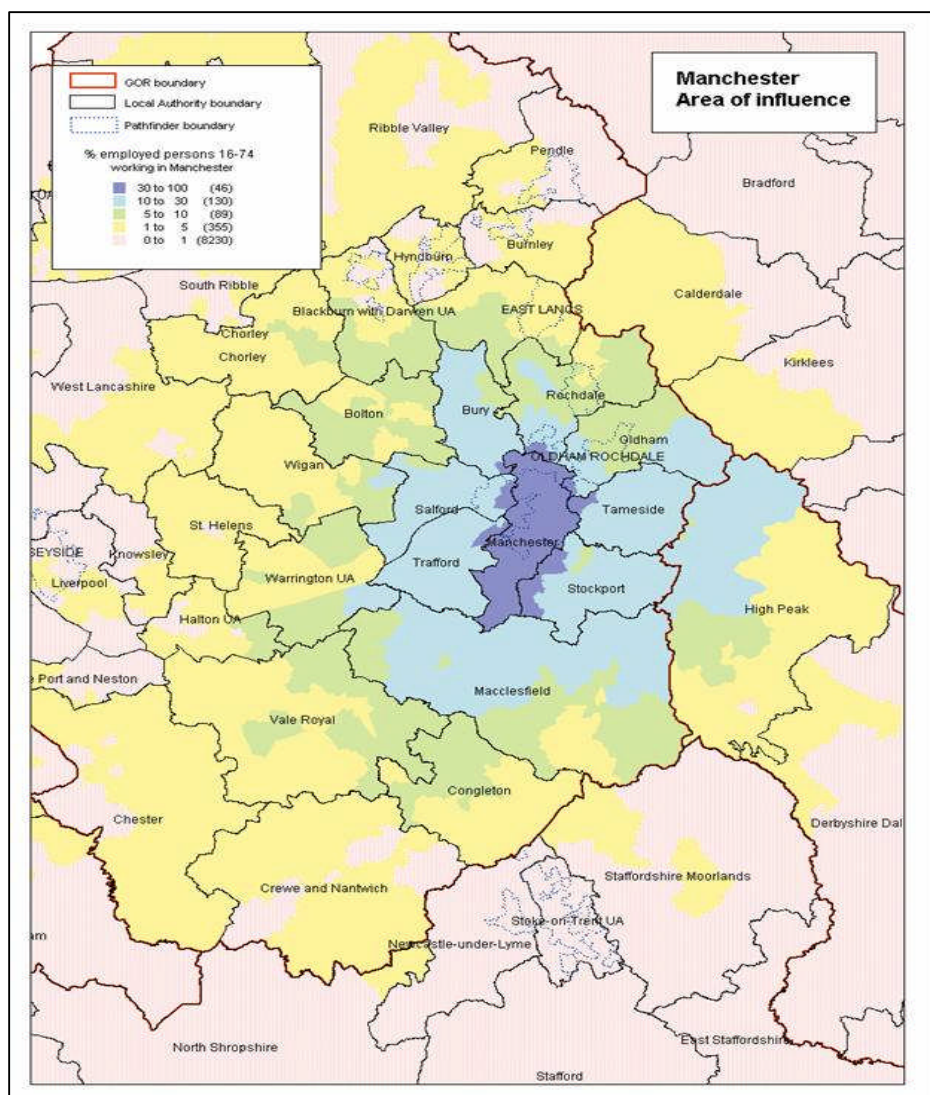 Manchester
Area of influence
GOR boundary
Local Authority boundary
Pathfinder boundary
% employed persons 16-74
working in Manchester
30 to 100 (46)
10 to 30 (130)
5 to 10 (89)
1 to 5 (355)
0 to 1 (8230)
Ribble Valley
Pendle
Bradford
Burnley
Hyndburn
South Ribble
Calderdale
Blackburn with Darwen UA
EAST LANCS
Chorley
Chorley
Kirklees
West Lancashire
Rochdale
Bolton
Bury
Oldham
OLDHAM ROCHDALE
Wigan
Salford
Tameside
St. Helens
Manchester
SEYSIDE
Knowsley
Trafford
Liverpool
Warrington UA
Stockport
High Peak
Halton UA
e Port and Neston
Macclesfield
Vale Royal
Congleton
Chester
Derbyshire Dal
Staffordshire Moorlands
Crewe and Nantwich
Stoke-on-Trent UA
Newcastle-under-Lyme
am
East Staffordshire
North Shropshire
Stafford